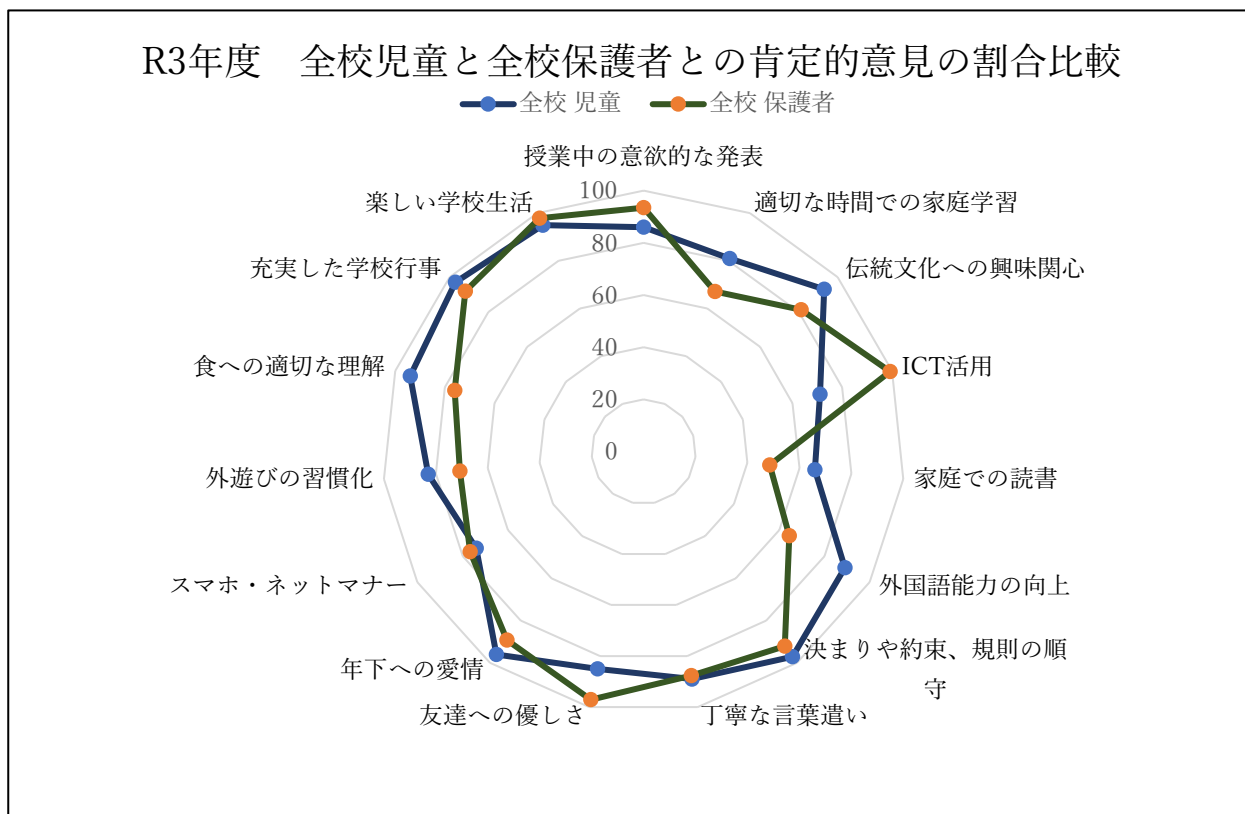 R3年度　全校児童と全校保護者との肯定的意見の割合比較
全校 児童
全校 保護者
授業中の意欲的な発表
適切な時間での家庭学習
伝統文化への興味関心
ICT活用
家庭での読書
外国語能力の向上
決まりや約束、規則の順
守
丁寧な言葉遣い
友達への優しさ
年下への愛情
スマホ・ネットマナー
外遊びの習慣化
食への適切な理解
充実した学校行事
楽しい学校生活
100
80
60
40
20
0